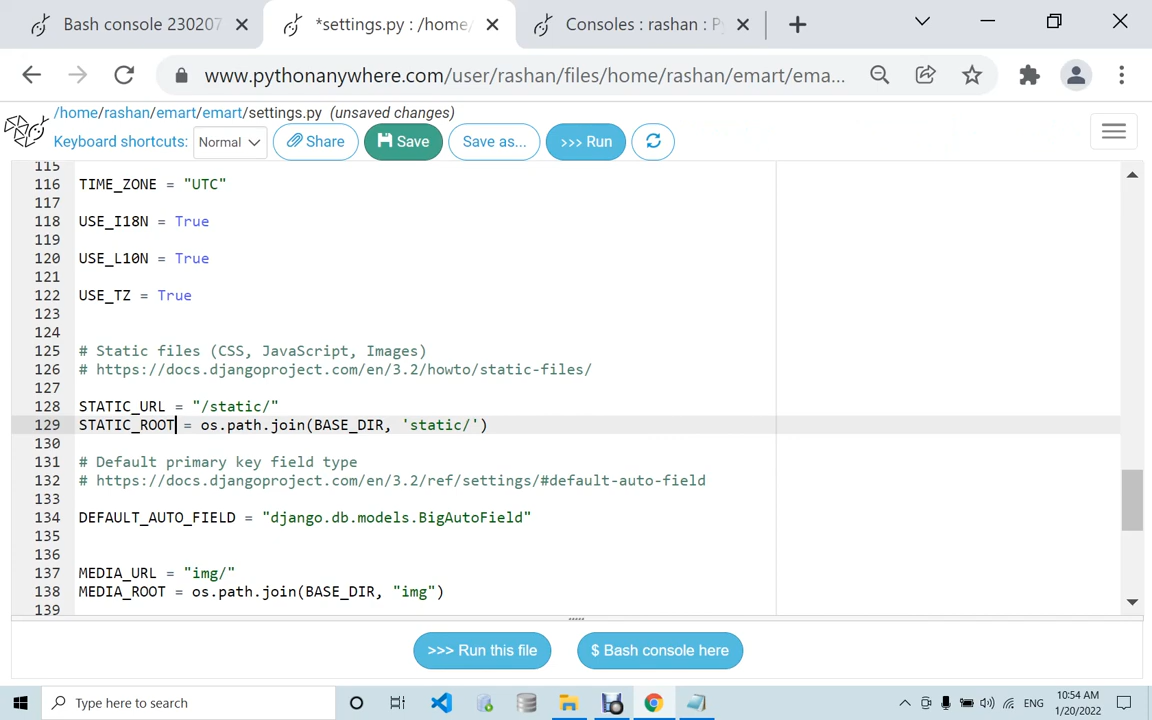 Bash console 230207
*settings.py : /home/
Consoles : rashan : P
www.pythonanywhere.com/user/rashan/files/home/rashan/emart/ema...
/home/rashan/emart/emart/settings.py (unsaved changes)
Keyboard shortcuts: Normal Share Save Save as... >>> Run
115
116 TIME_ZONE = "UTC"
117
118 USE_I18N = True
119
120 USE_L10N = True
121
122 USE_TZ = True
123
124
125 # Static files (CSS, JavaScript, Images)
126 # https://docs.djangoproject.com/en/3.2/howto/static-files/
127
128 STATIC_URL = "/static/"
129 STATIC_ROOT = os.path.join(BASE_DIR, 'static/')
130
131 # Default primary key field type
132 # https://docs.djangoproject.com/en/3.2/ref/settings/#default-auto-field
133
134 DEFAULT_AUTO_FIELD = "django.db.models.BigAutoField"
135
136
137 MEDIA_URL = "img/"
138 MEDIA_ROOT = os.path.join(BASE_DIR, "img")
139
>>> Run this file $ Bash console here
Type here to search
ENG
10:54 AM
1/20/2022